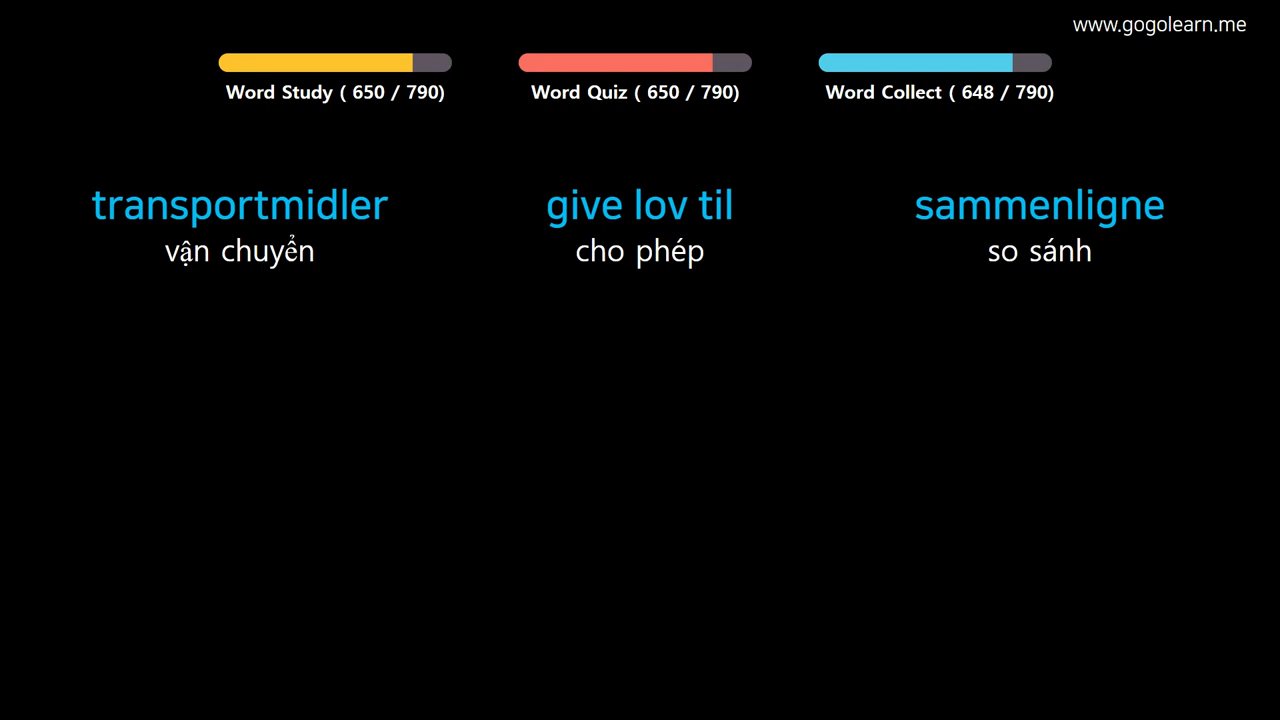 www.gogolearn.me
Word Study ( 650 / 790)
Word Quiz ( 650 / 790)
Word Collect ( 648 / 790)
transportmidler
vận chuyển
give lov til
cho phép
sammenligne
so sánh